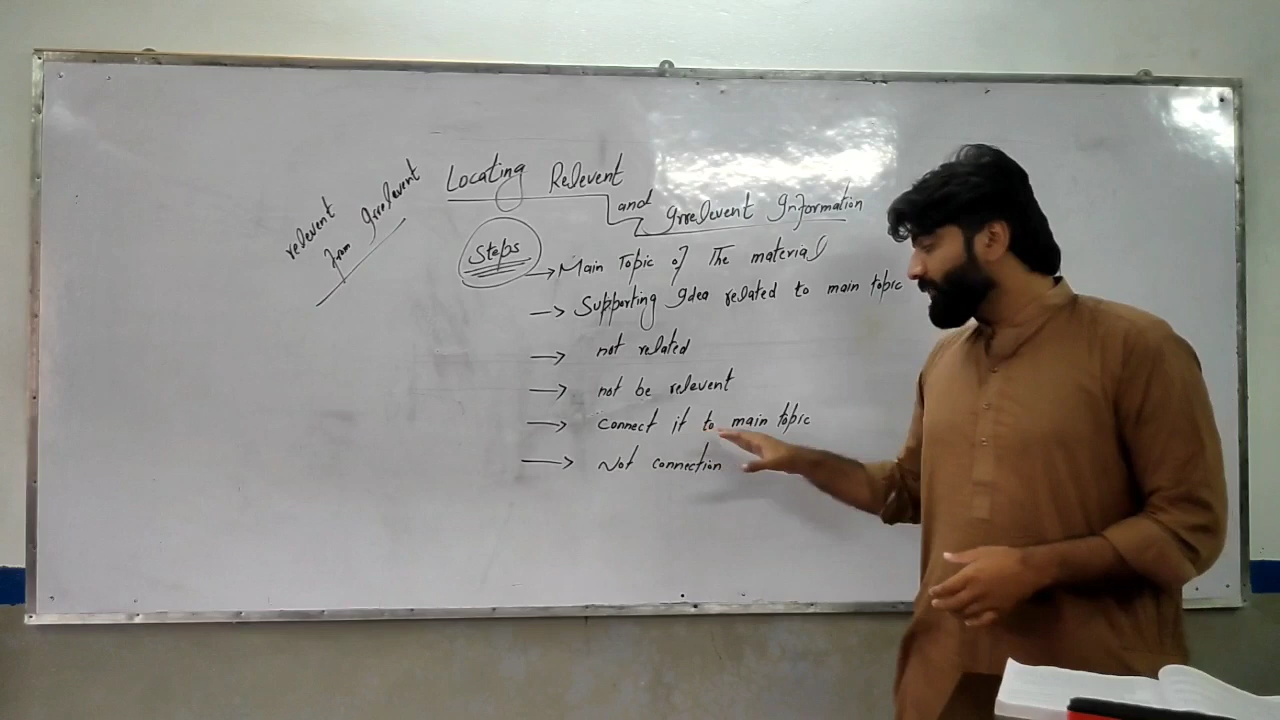 relevent
from Irrelevent
Locating Relevent
and Irrelevent Information
Steps
→ Main Topic of The material
→ Supporting Idea related to main topic
→ not related
→ not be relevent
→ connect it to main topic
→ Not connection